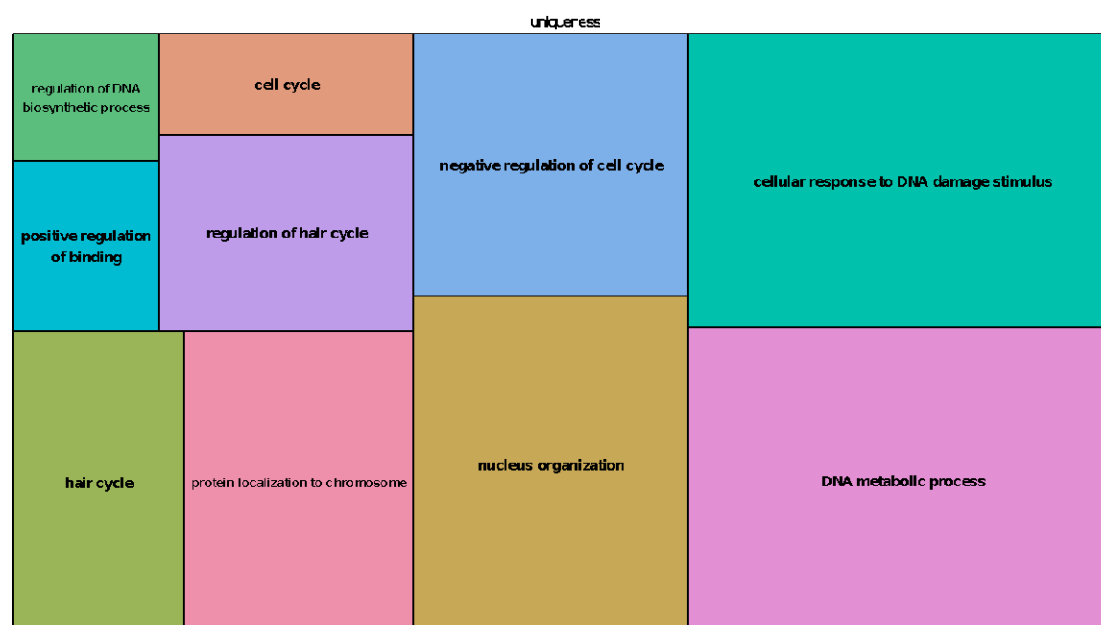 uniqueness
regulation of DNA
biosynthetic process
cell cycle
negative regulation of cell cycle
cellular response to DNA damage stimulus
positive regulation
of binding
regulation of hair cycle
hair cycle
protein localization to chromosome
nucleus organization
DNA metabolic process